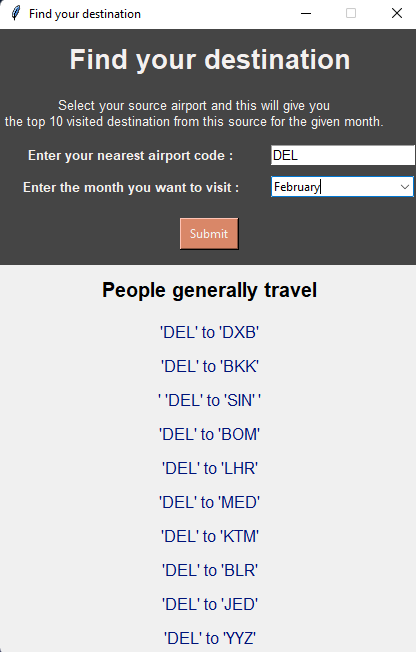 Find your destination
Find your destination
Select your source airport and this will give you
the top 10 visited destination from this source for the given month.
Enter your nearest airport code : DEL
Enter the month you want to visit : February
Submit
People generally travel
'DEL' to 'DXB'
'DEL' to 'BKK'
' 'DEL' to 'SIN' '
'DEL' to 'BOM'
'DEL' to 'LHR'
'DEL' to 'MED'
'DEL' to 'KTM'
'DEL' to 'BLR'
'DEL' to 'JED'
'DEL' to 'YYZ'